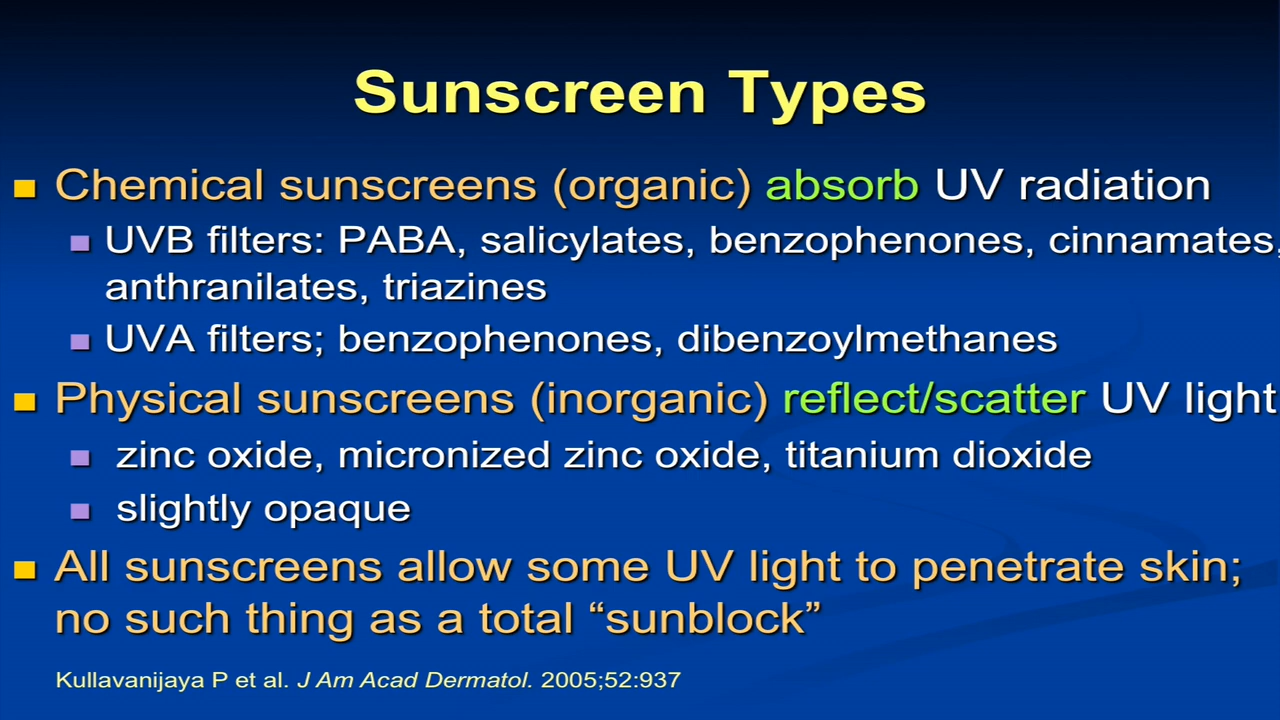 Sunscreen Types
Chemical sunscreens (organic) absorb UV radiation
UVB filters: PABA, salicylates, benzophenones, cinnamates,
anthranilates, triazines
UVA filters; benzophenones, dibenzoylmethanes
Physical sunscreens (inorganic) reflect/scatter UV light
zinc oxide, micronized zinc oxide, titanium dioxide
slightly opaque
All sunscreens allow some UV light to penetrate skin;
no such thing as a total “sunblock”
Kullavanijaya P et al. J Am Acad Dermatol. 2005;52:937